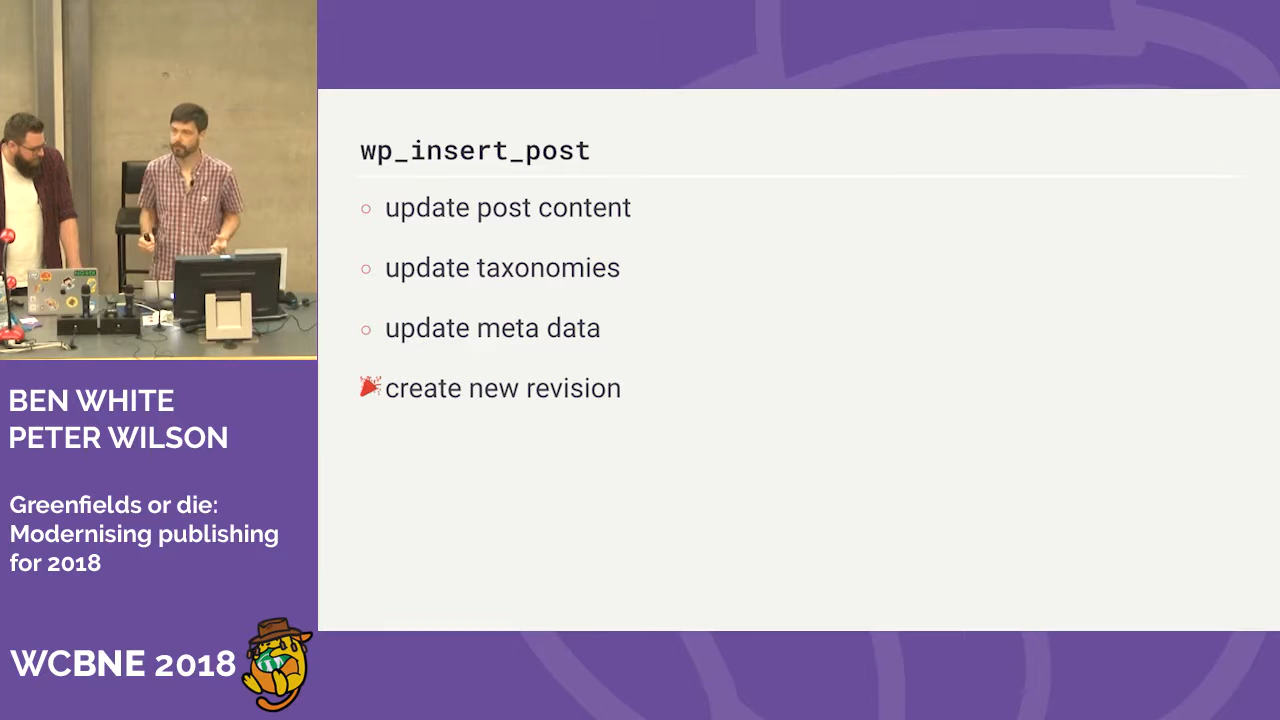 wp_insert_post
update post content
update taxonomies
update meta data
create new revision
BEN WHITE
PETER WILSON
Greenfields or die:
Modernising publishing
for 2018
WCBNE 2018